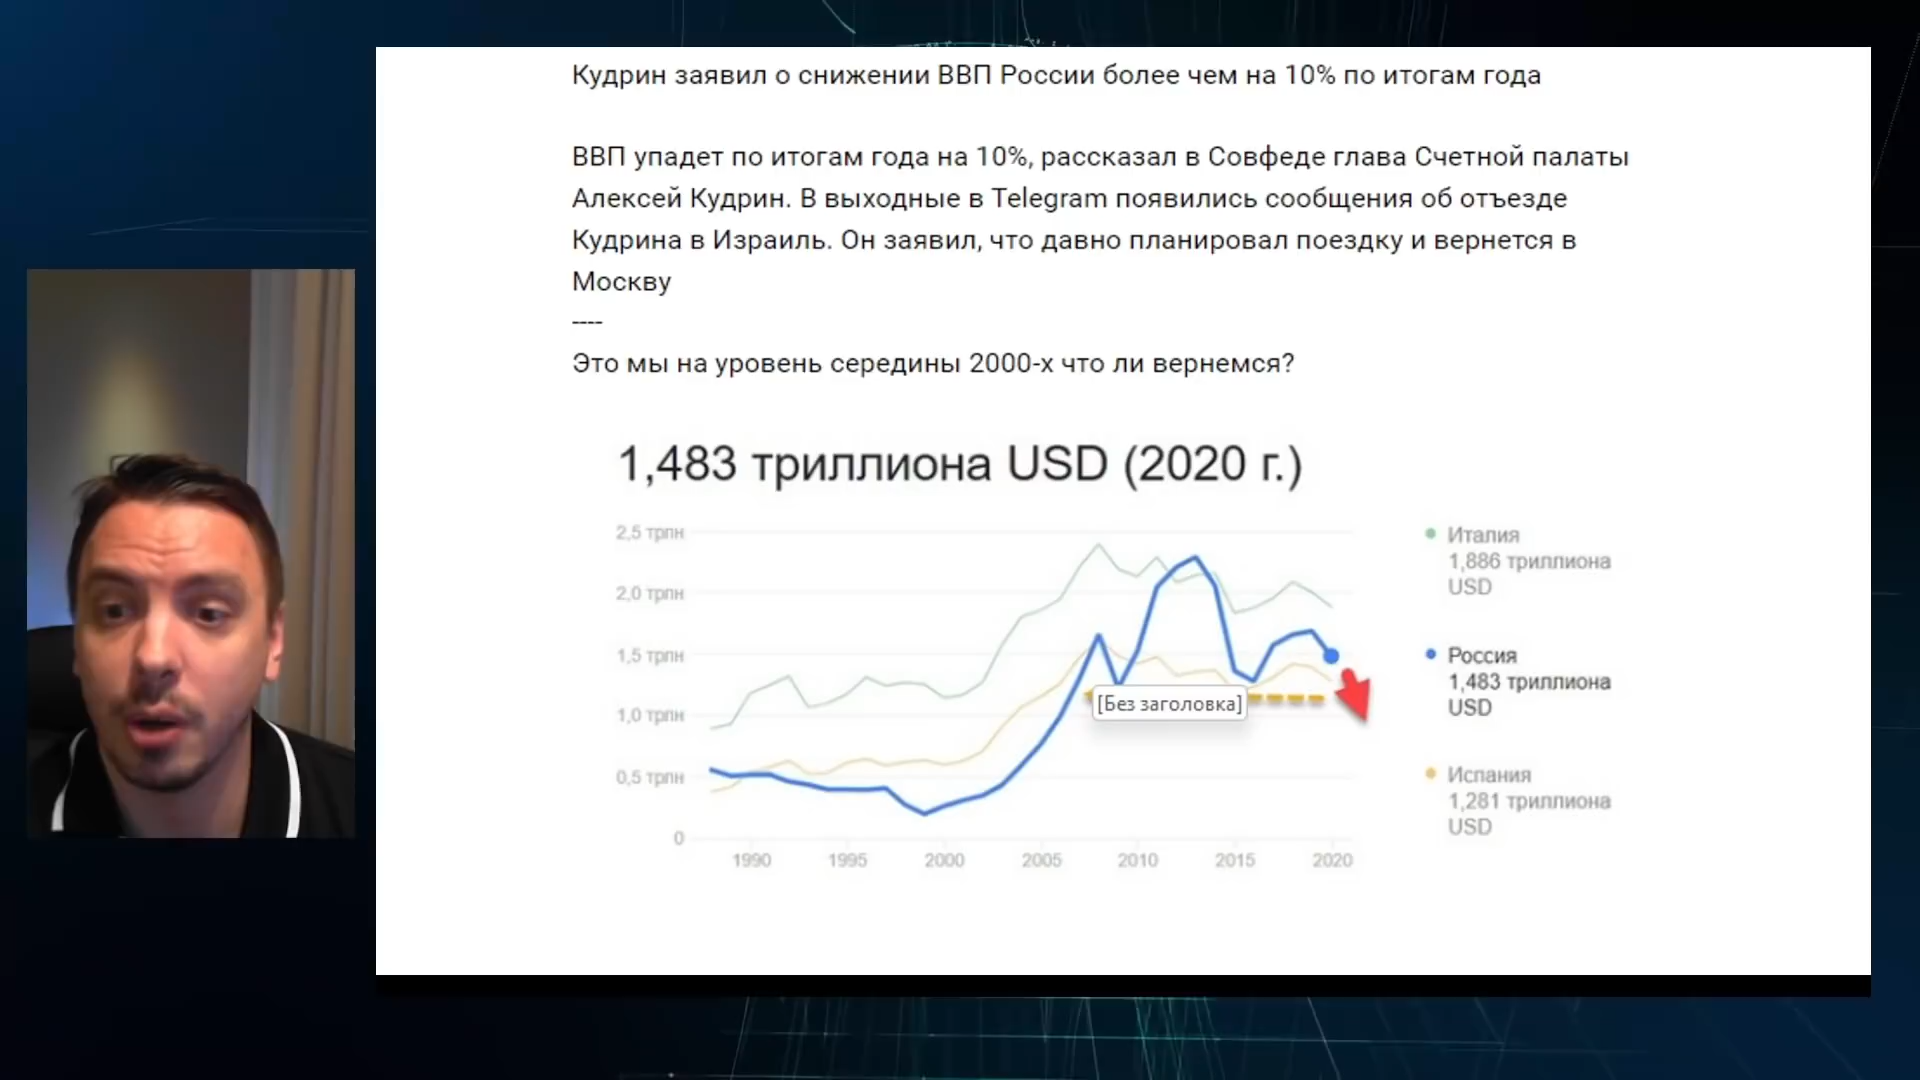 Кудрин заявил о снижении ВВП России более чем на 10% по итогам года
ВВП упадет по итогам года на 10%, рассказал в Совфеде глава Счетной палаты
Алексей Кудрин. В выходные в Telegram появились сообщения об отъезде
Кудрина в Израиль. Он заявил, что давно планировал поездку и вернется в
Москву
----
Это мы на уровень середины 2000-х что ли вернемся?
1,483 триллиона USD (2020 г.)
2,5 трлн
2,0 трлн
1,5 трлн
1,0 трлн
0,5 трлн
0
1990 1995 2000 2005 2010 2015 2020
[Без заголовка]
Италия
1,886 триллиона
USD
Россия
1,483 триллиона
USD
Испания
1,281 триллиона
USD